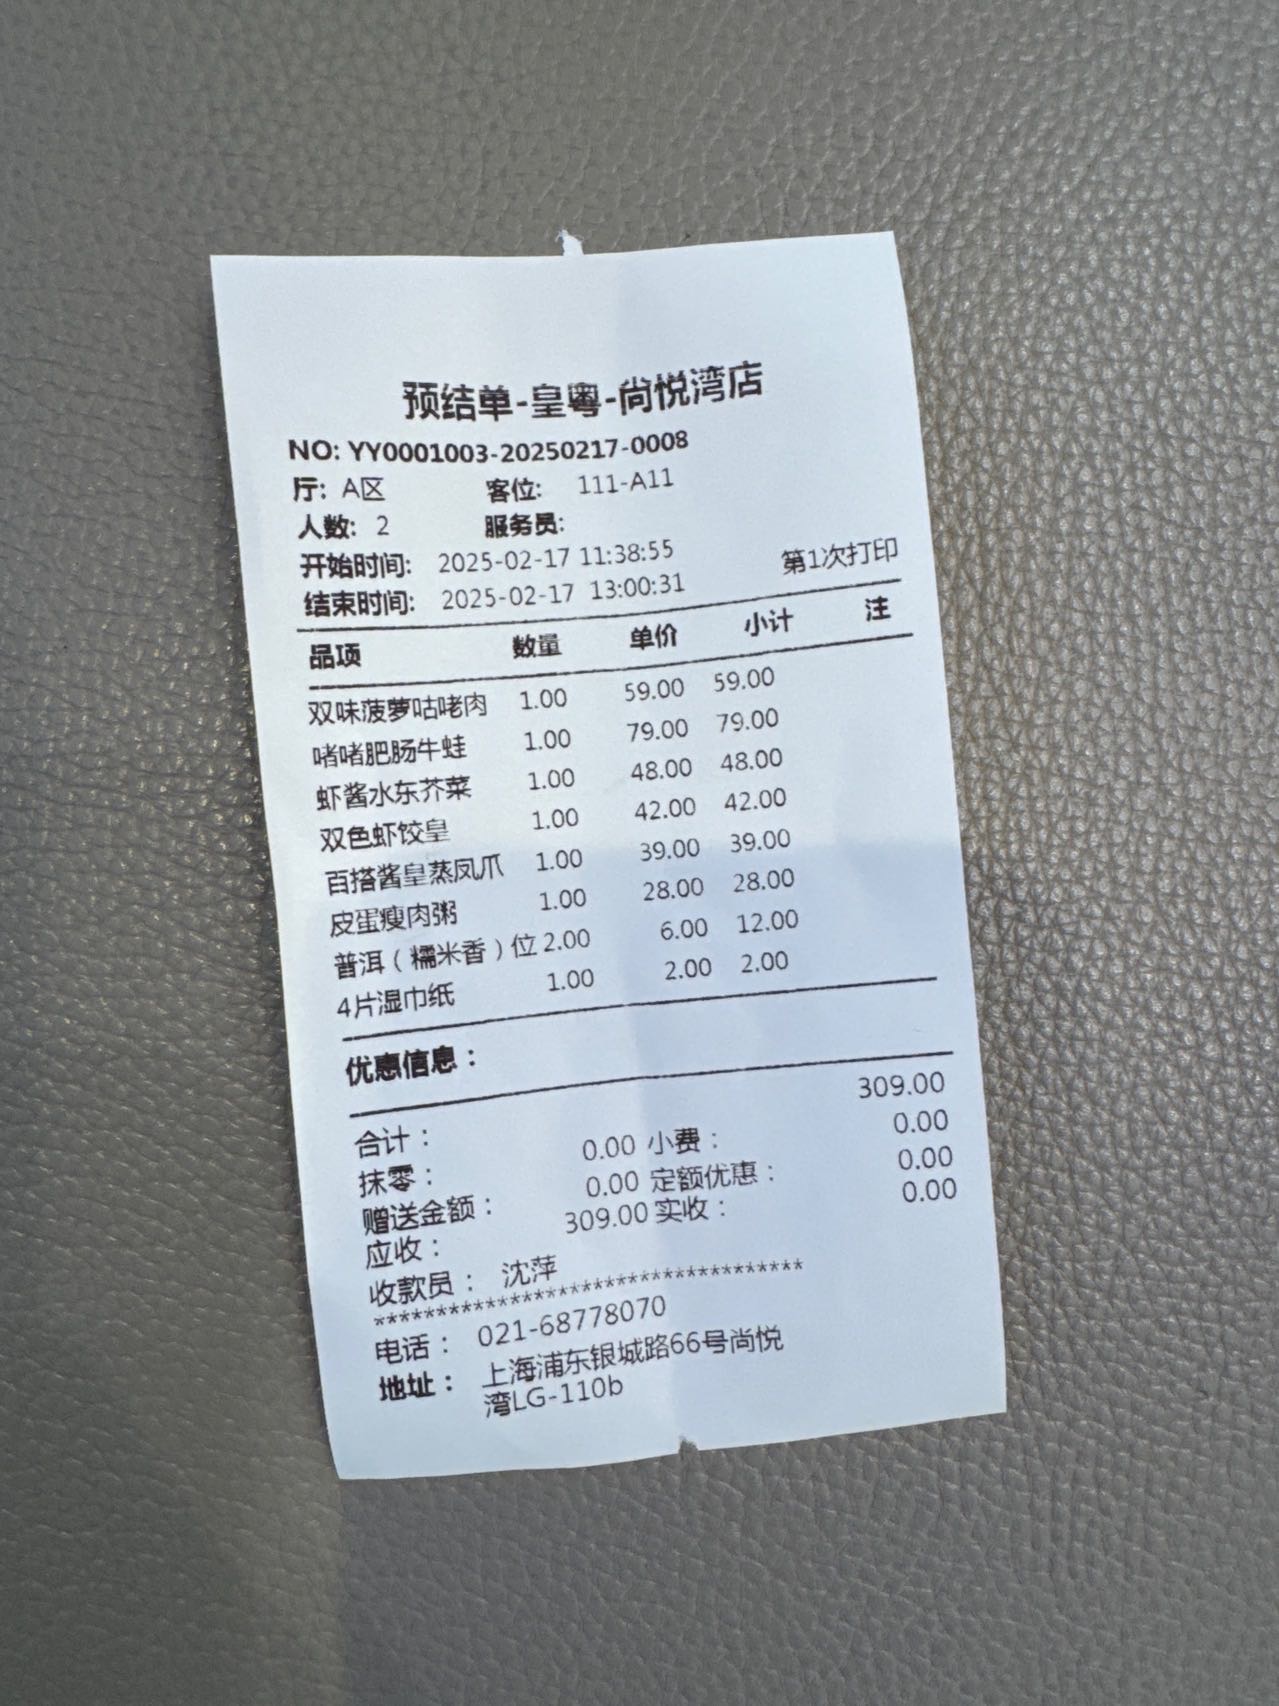 预结单-皇粤-尚悦湾店
NO: YY0001003-20250217-0008
厅: A区 客位: 111-A11
人数: 2 服务员:
开始时间: 2025-02-17 11:38:55
结束时间: 2025-02-17 13:00:31 第1次打印
品项 数量 单价 小计 注
双味菠萝咕咾肉 1.00 59.00 59.00
啫啫肥肠牛蛙 1.00 79.00 79.00
虾酱水东芥菜 1.00 48.00 48.00
双色虾饺皇 1.00 42.00 42.00
百搭酱皇蒸凤爪 1.00 39.00 39.00
皮蛋瘦肉粥 1.00 28.00 28.00
普洱（糯米香）位 2.00 6.00 12.00
4片湿巾纸 1.00 2.00 2.00
优惠信息：
合计： 309.00
抹零： 0.00 小费： 0.00
赠送金额： 0.00 定额优惠： 0.00
应收： 309.00 实收： 0.00
收款员： 沈萍
**********************************
电话： 021-68778070
地址： 上海浦东银城路66号尚悦
湾LG-110b